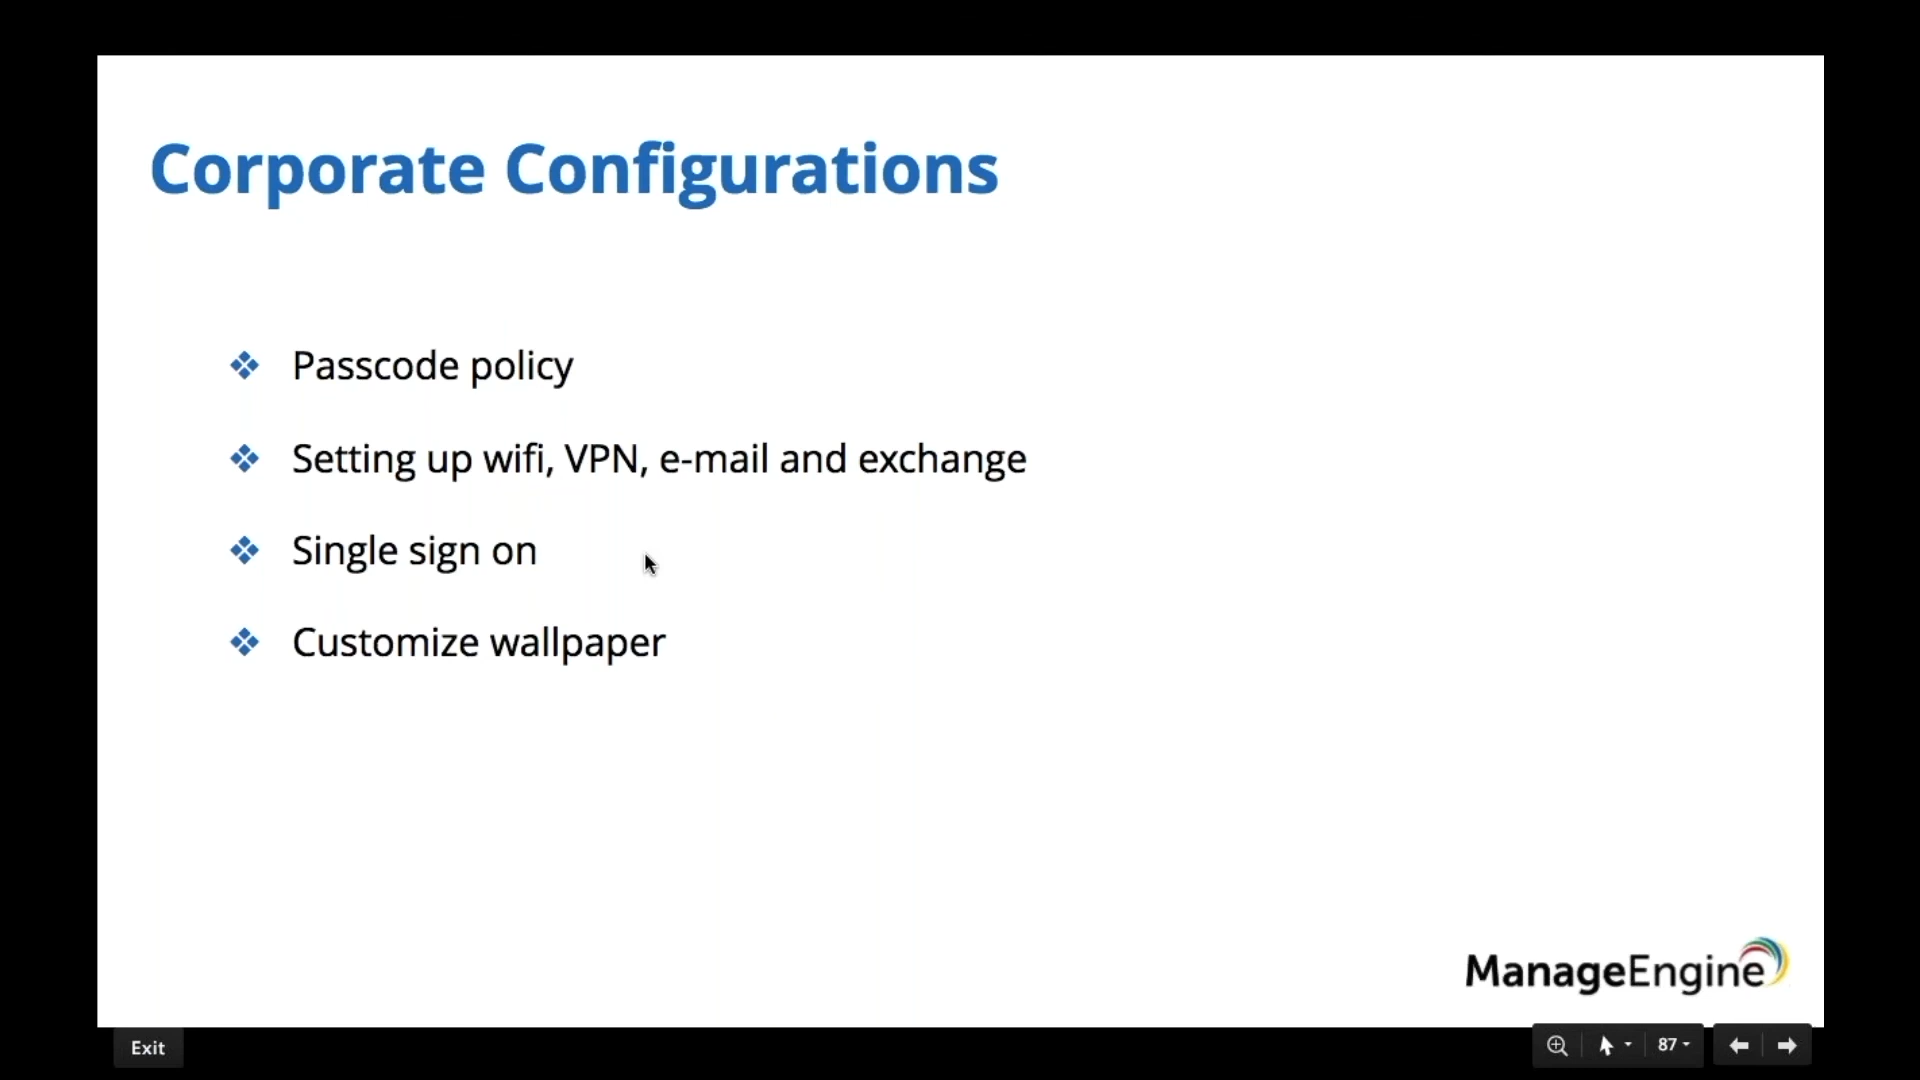 Corporate Configurations
Passcode policy
Setting up wifi, VPN, e-mail and exchange
Single sign on
Customize wallpaper
ManageEngine
Exit
87